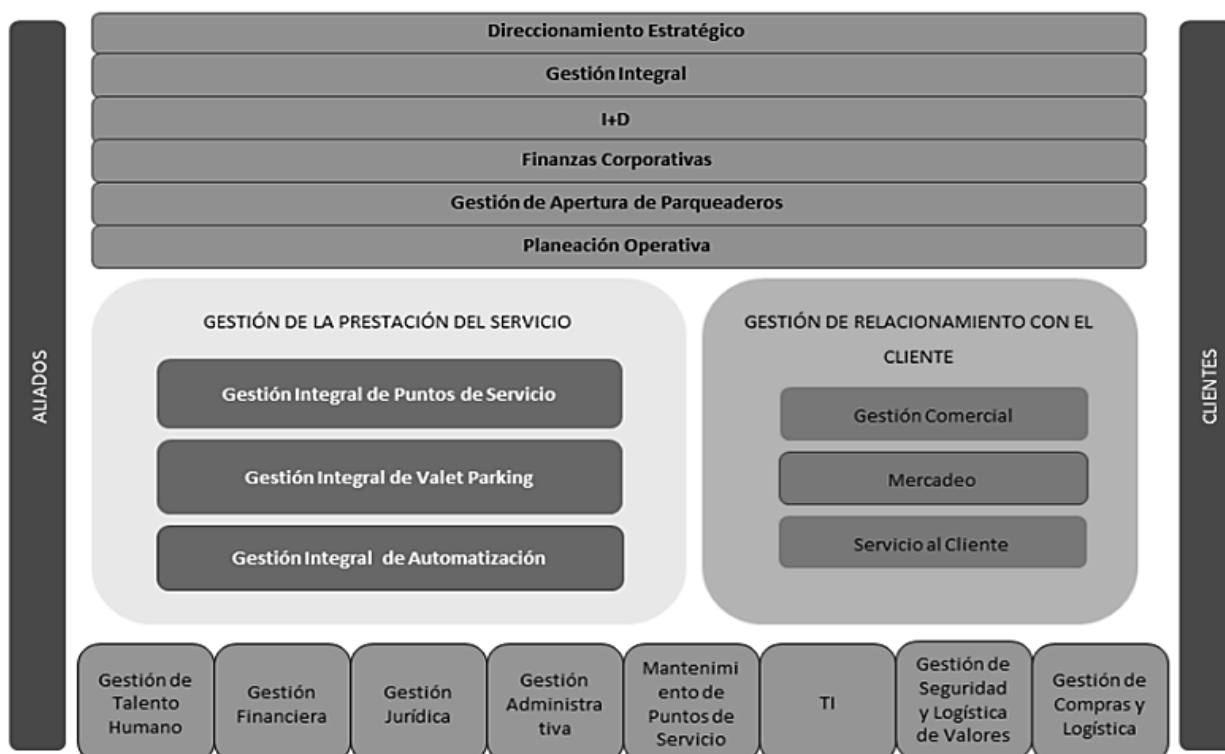 Direccionamiento Estratégico
Gestión Integral
I+D
Finanzas Corporativas
Gestión de Apertura de Parqueaderos
Planeación Operativa
ALIADOS
GESTIÓN DE LA PRESTACIÓN DEL SERVICIO
Gestión Integral de Puntos de Servicio
Gestión Integral de Valet Parking
Gestión Integral de Automatización
GESTIÓN DE RELACIONAMIENTO CON EL
CLIENTE
Gestión Comercial
Mercadeo
Servicio al Cliente
CLIENTES
Gestión de
Talento
Humano
Gestión
Financiera
Gestión
Jurídica
Gestión
Administra
tiva
Mantenimi
ento de
Puntos de
Servicio
TI
Gestión de
Seguridad
y Logística
de Valores
Gestión de
Compras y
Logística